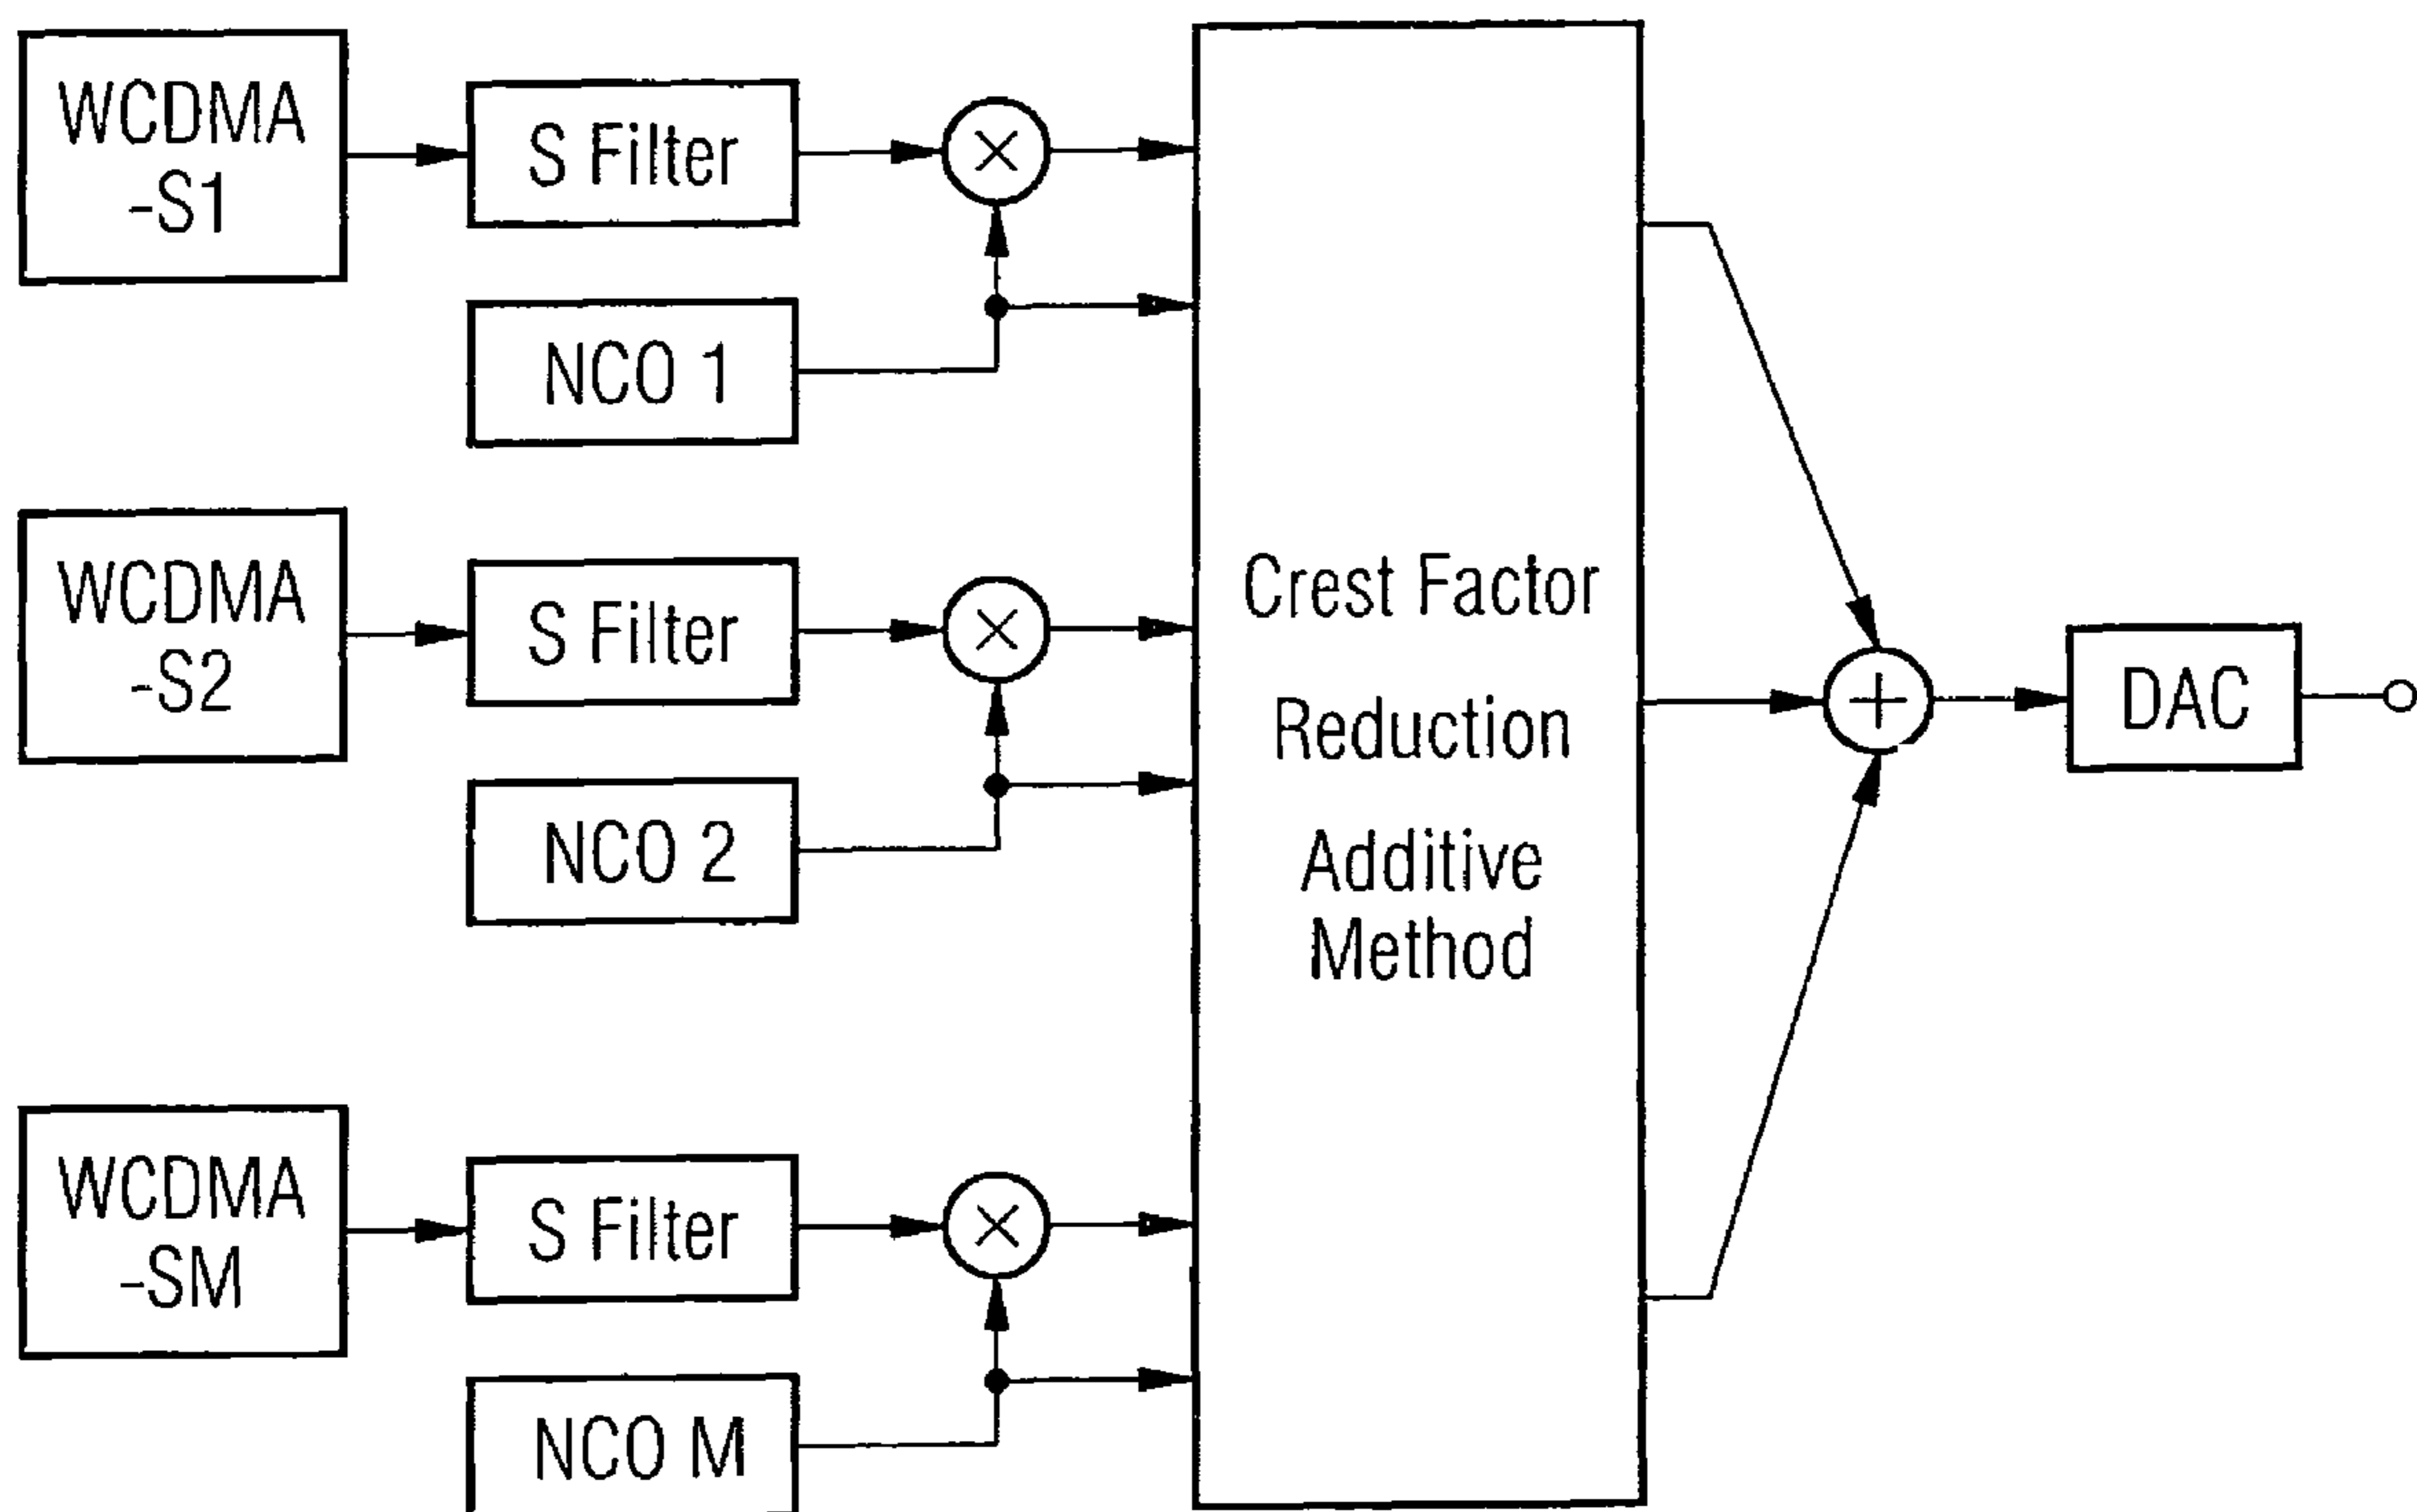 WCDMA
-S1
S Filter
NCO 1
WCDMA
-S2
S Filter
NCO 2
WCDMA
-SM
S Filter
NCO M
Crest Factor
Reduction
Additive
Method
DAC